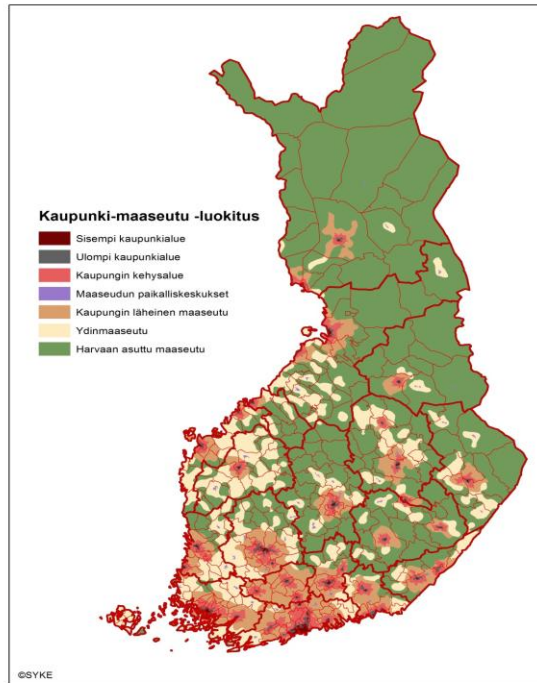 Kaupunki-maaseutu -luokitus
Sisempi kaupunkialue
Ulompi kaupunkialue
Kaupungin kehysalue
Maaseudun paikalliskeskukset
Kaupungin läheinen maaseutu
Ydinmaaseutu
Harvaan asuttu maaseutu
©SYKE